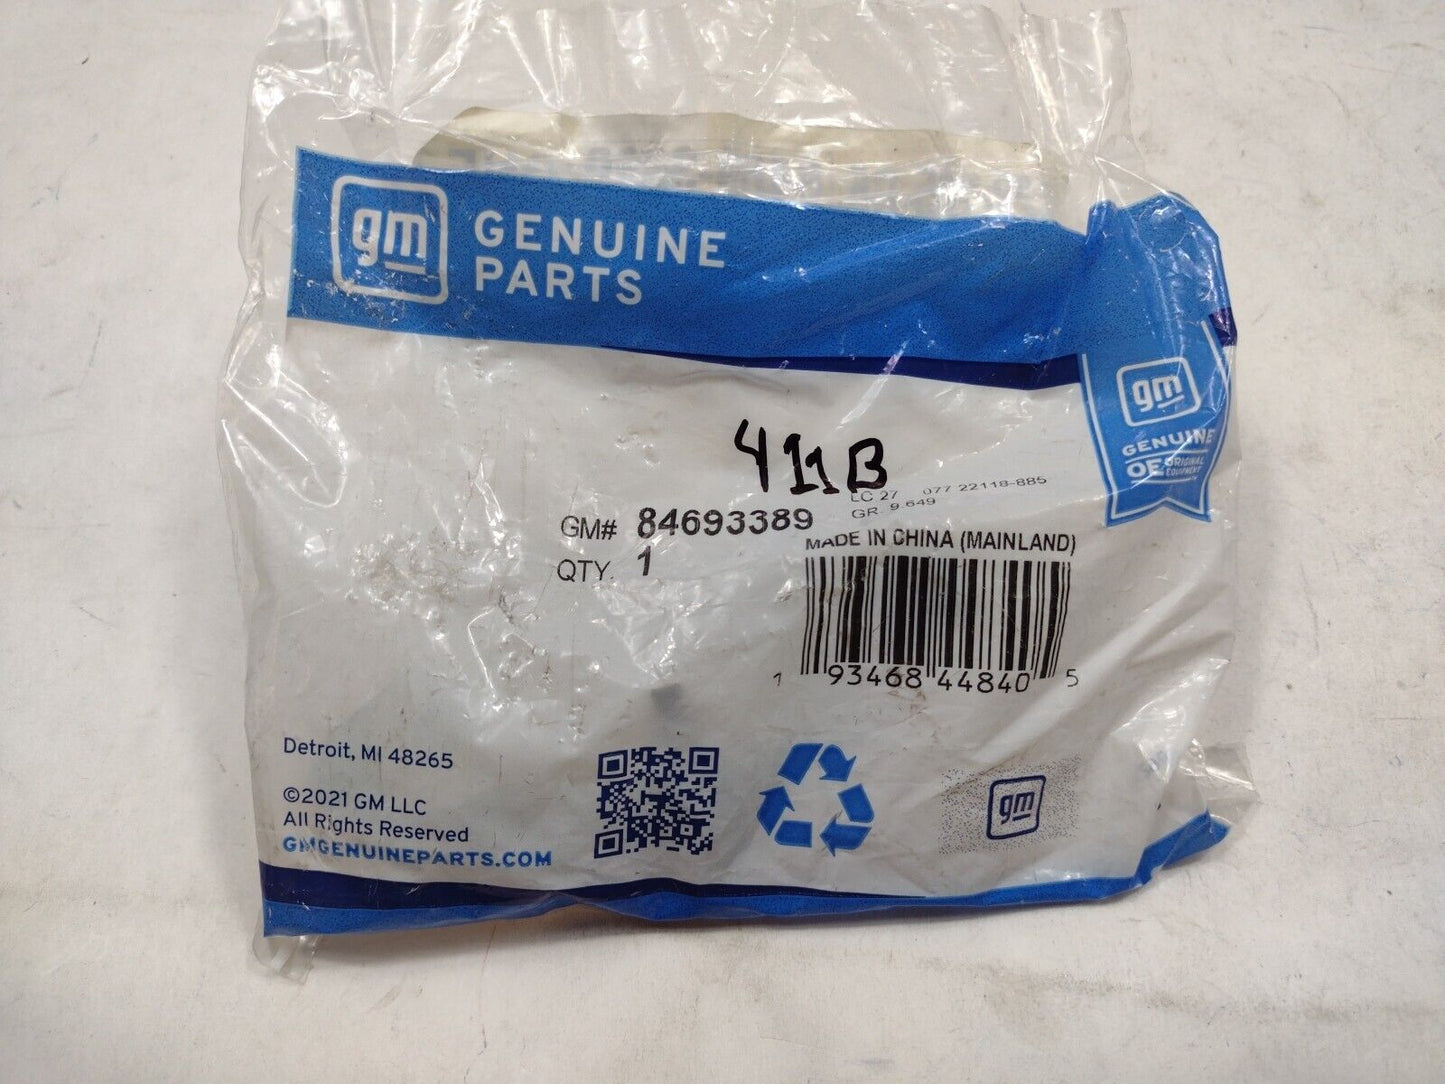 gm
GENUINE
PARTS
gm
GENUINE
OE ORIGINAL EQUIPMENT
411B
LC 27 077 22118-885
GR. 9.649
GM# 84693389
QTY. 1
MADE IN CHINA (MAINLAND)
1 93468 44840 5
Detroit, MI 48265
©2021 GM LLC
All Rights Reserved
GMGENUINEPARTS.COM
gm